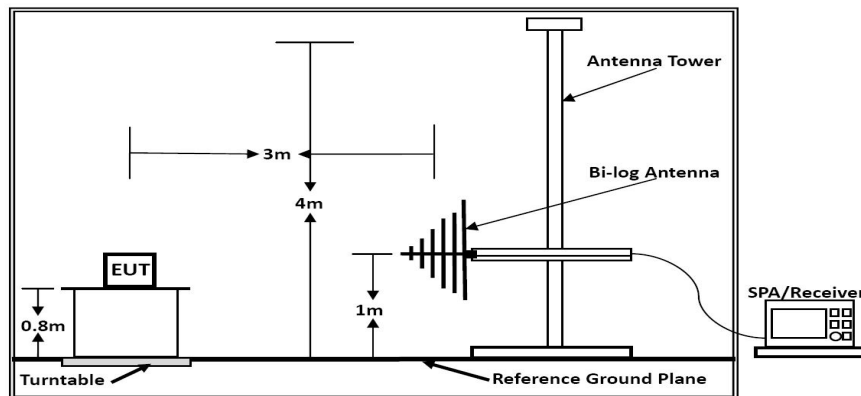 Antenna Tower
3m
Bi-log Antenna
4m
EUT
1m
SPA/Receiver
0.8m
Turntable
Reference Ground Plane